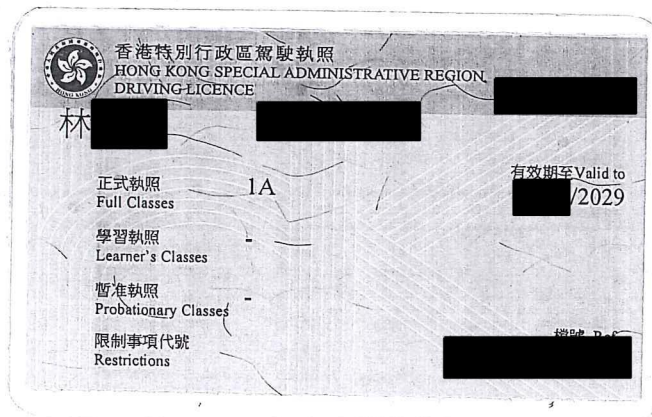 香港特別行政區駕駛執照
HONG KONG SPECIAL ADMINISTRATIVE REGION
DRIVING LICENCE
HONG KONG
林
有效期至Valid to
/2029
正式執照 1A
Full Classes
學習執照 -
Learner's Classes
暫准執照 -
Probationary Classes
限制事項代號
Restrictions